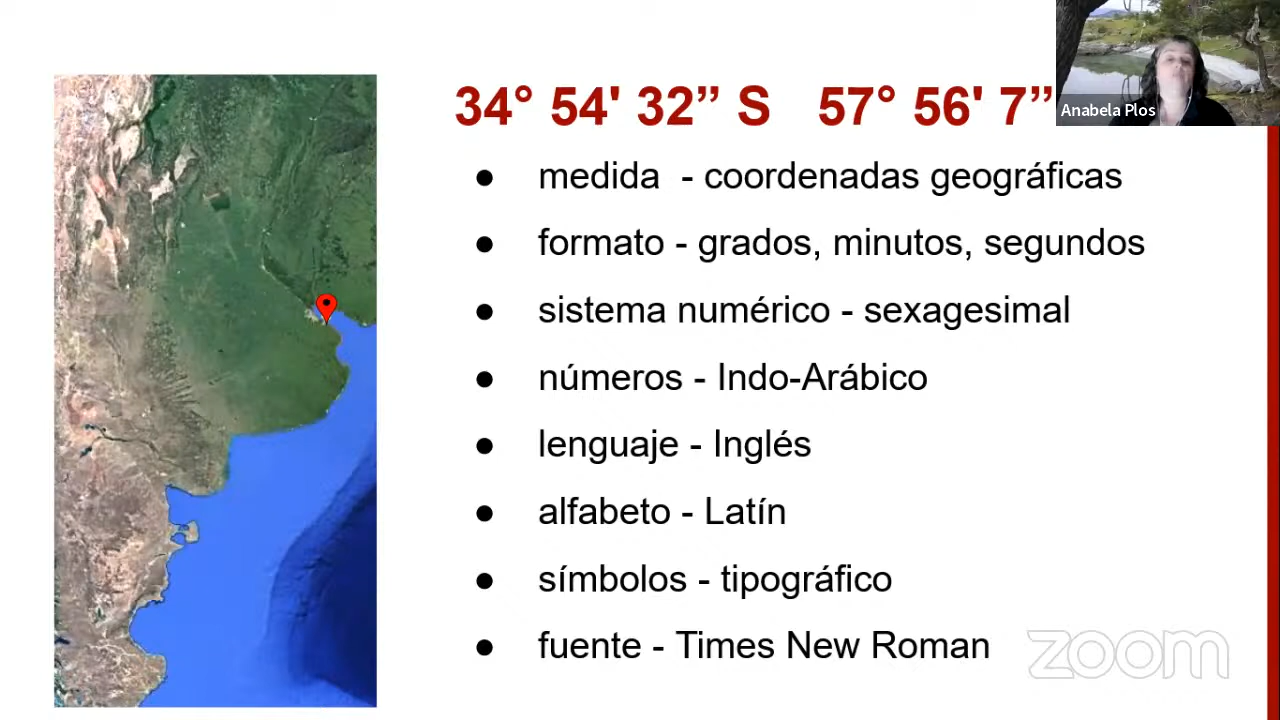 34° 54' 32” S 57° 56' 7”
Anabela Plos
● medida - coordenadas geográficas
● formato - grados, minutos, segundos
● sistema numérico - sexagesimal
● números - Indo-Arábico
● lenguaje - Inglés
● alfabeto - Latín
● símbolos - tipográfico
● fuente - Times New Roman
zoom